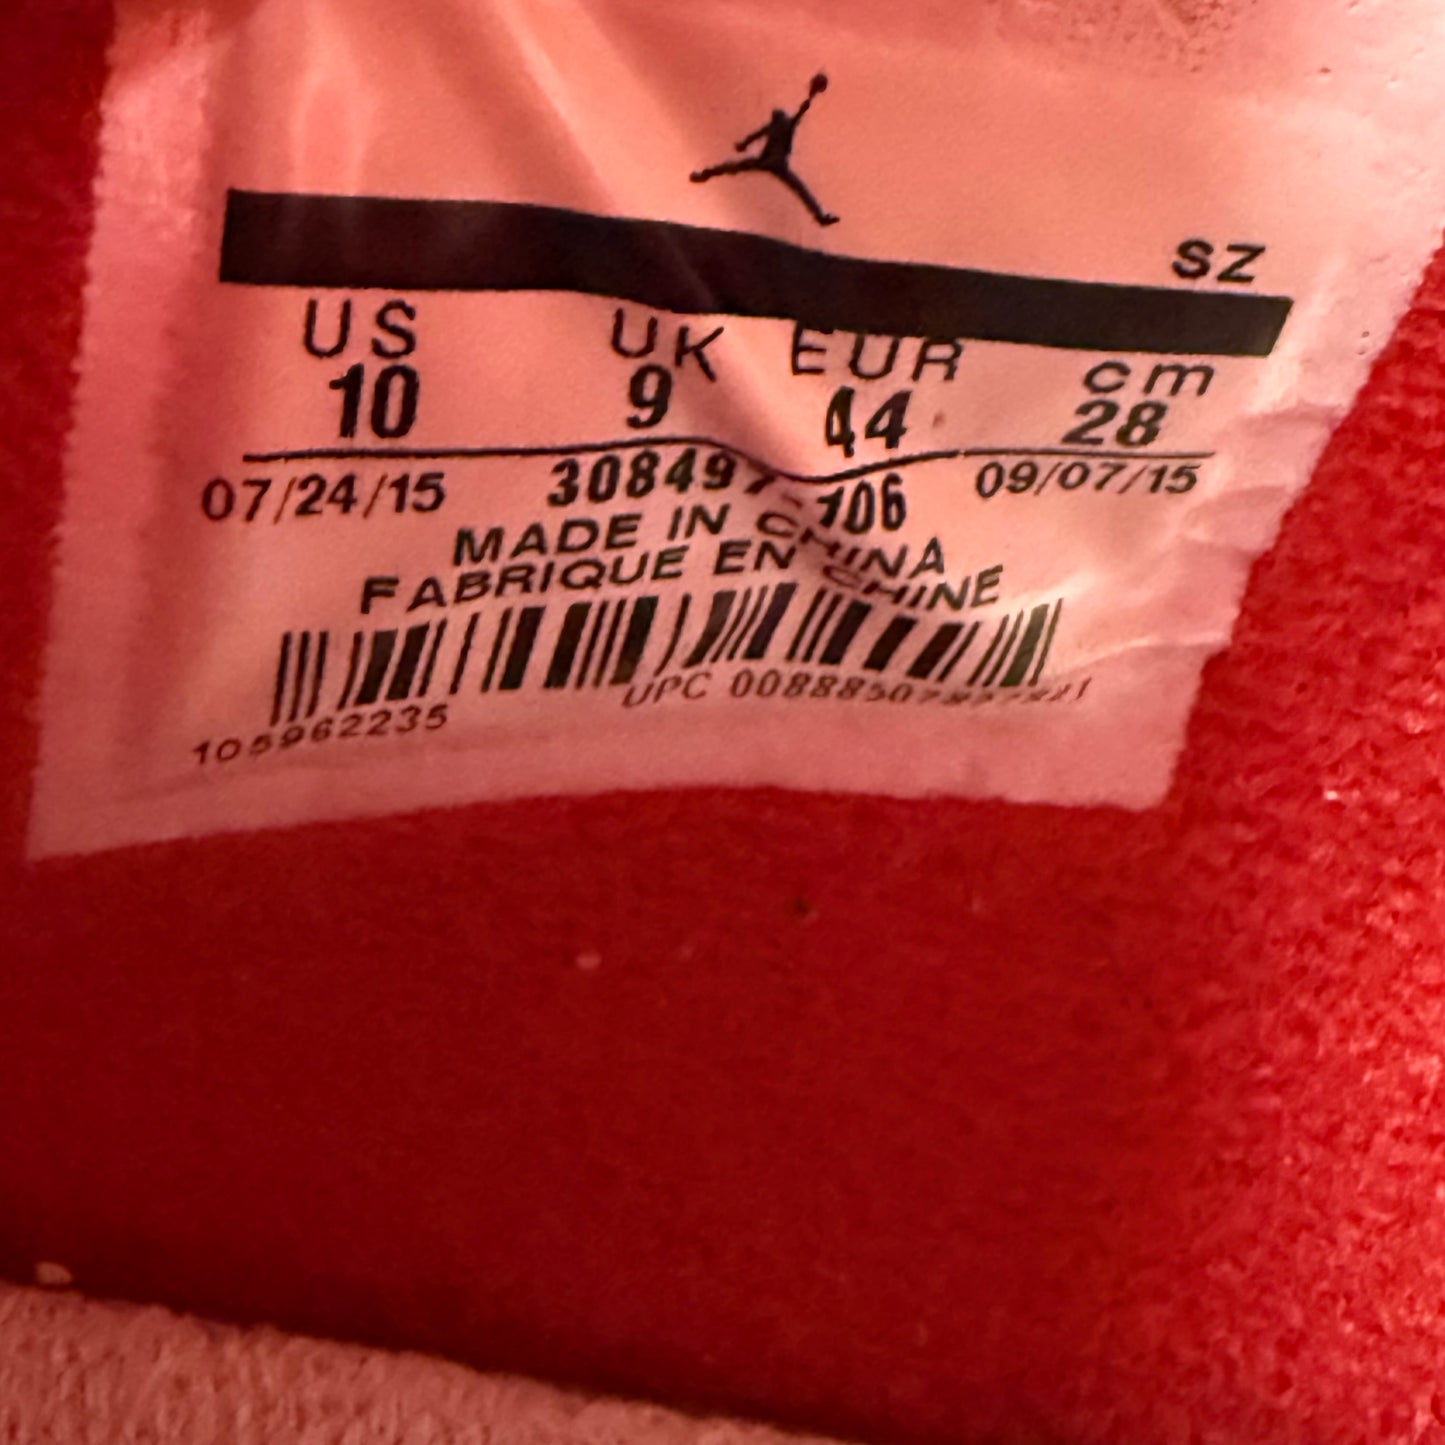 SZ
US UK EUR cm
10 9 44 28
07/24/15 308497-106 09/07/15
MADE IN CHINA
FABRIQUE EN CHINE
UPC
105962235